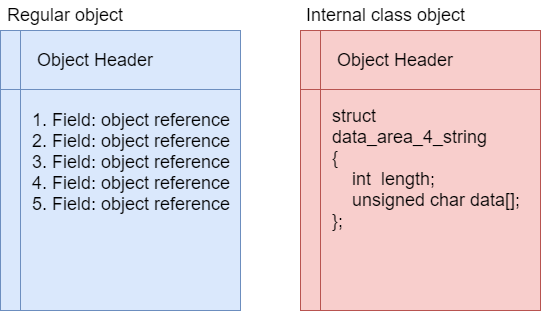 Regular object
Object Header
1. Field: object reference
2. Field: object reference
3. Field: object reference
4. Field: object reference
5. Field: object reference
Internal class object
Object Header
struct
data_area_4_string
{
int length;
unsigned char data[];
};